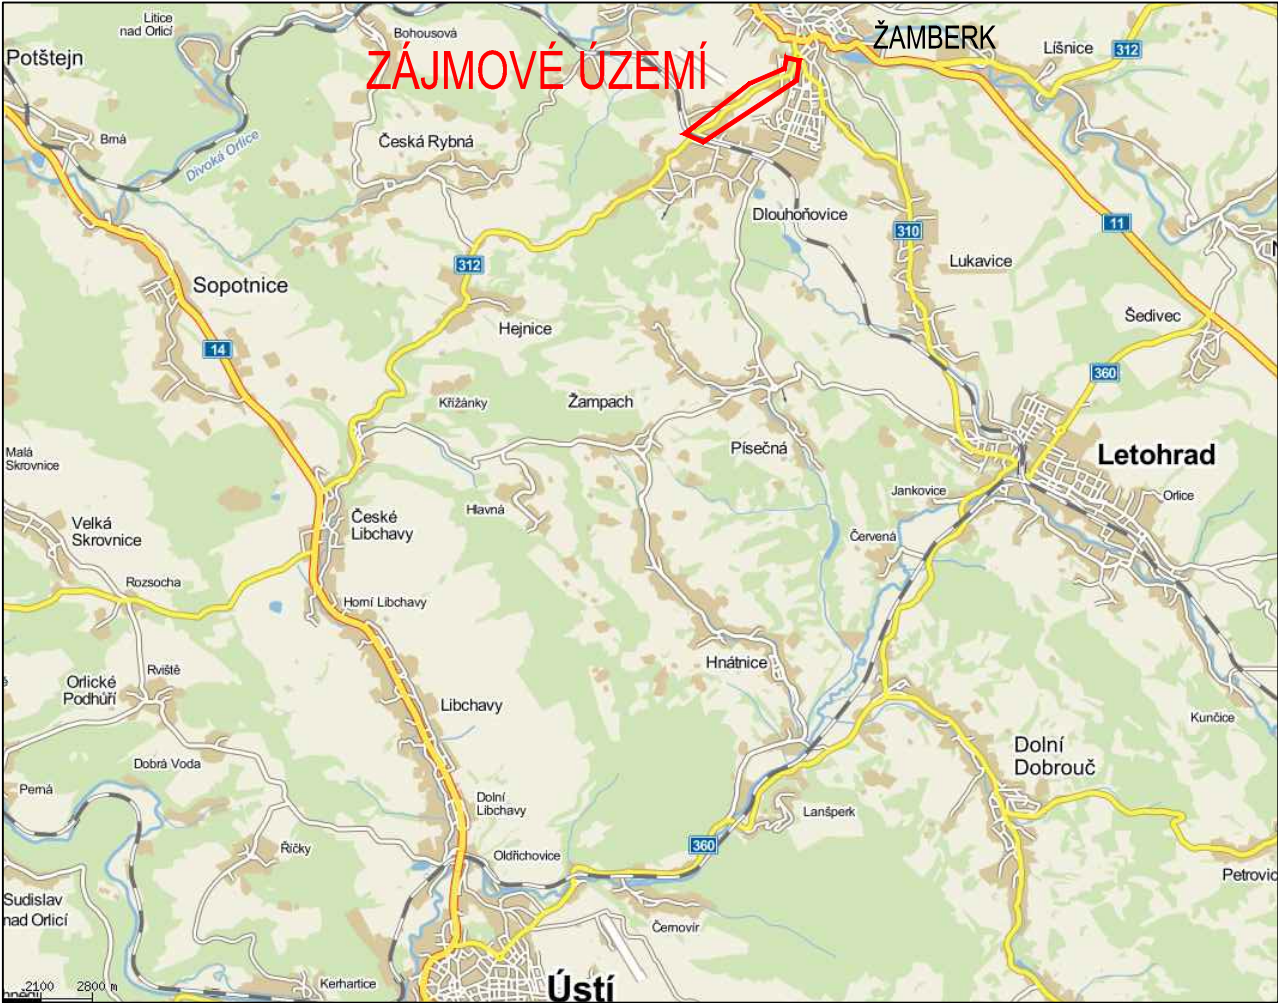 Litice
nad Orlicí
Bohousová
ŽAMBERK
Líšnice
312
Potštejn
ZÁJMOVÉ ÚZEMÍ
Brná
Divoká Orlice
Česká Rybná
Dlouhoňovice
310
11
Lukavice
312
Sopotnice
Hejnice
Šedivec
14
360
Křížánky
Žampach
Písečná
Letohrad
Malá
Skrovnice
Jankovice
Orlice
Hlavná
České
Libchavy
Velká
Skrovnice
Červená
Rozsocha
Horní Libchavy
Hnátnice
Rviště
Orlické
Podhůří
Libchavy
Kunčice
Dolní
Dobrouč
Dobrá Voda
Perná
Dolní
Libchavy
Lanšperk
360
Říčky
Oldřichovice
Petrovic
Sudislav
nad Orlicí
Černovír
Kerhartice
Ústí
2100 2800 m